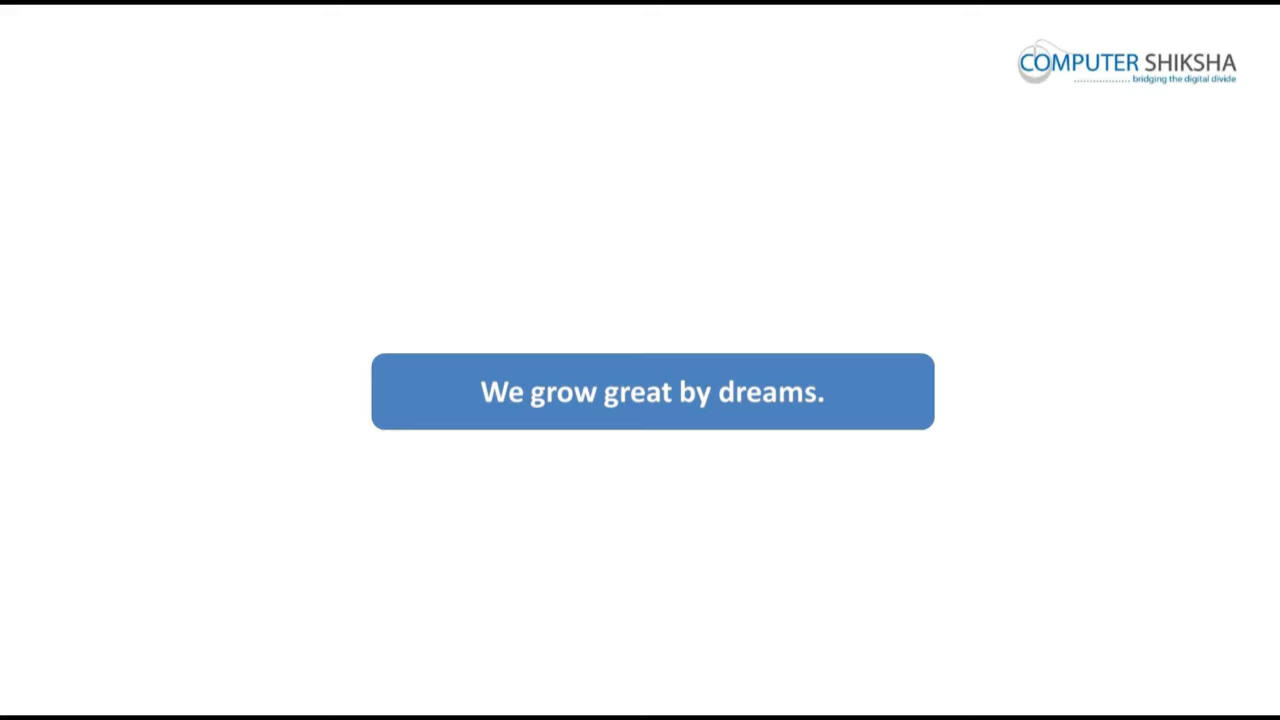 COMPUTER SHIKSHA
bridging the digital divide
We grow great by dreams.